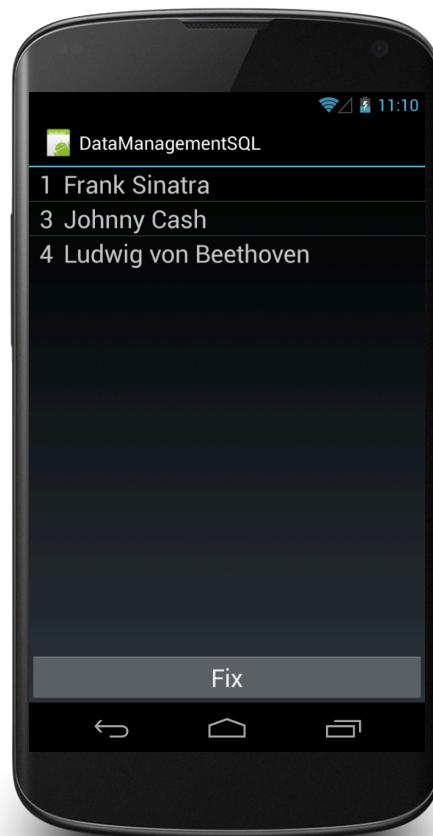 11:10
DataManagementSQL
1 Frank Sinatra
3 Johnny Cash
4 Ludwig von Beethoven
Fix